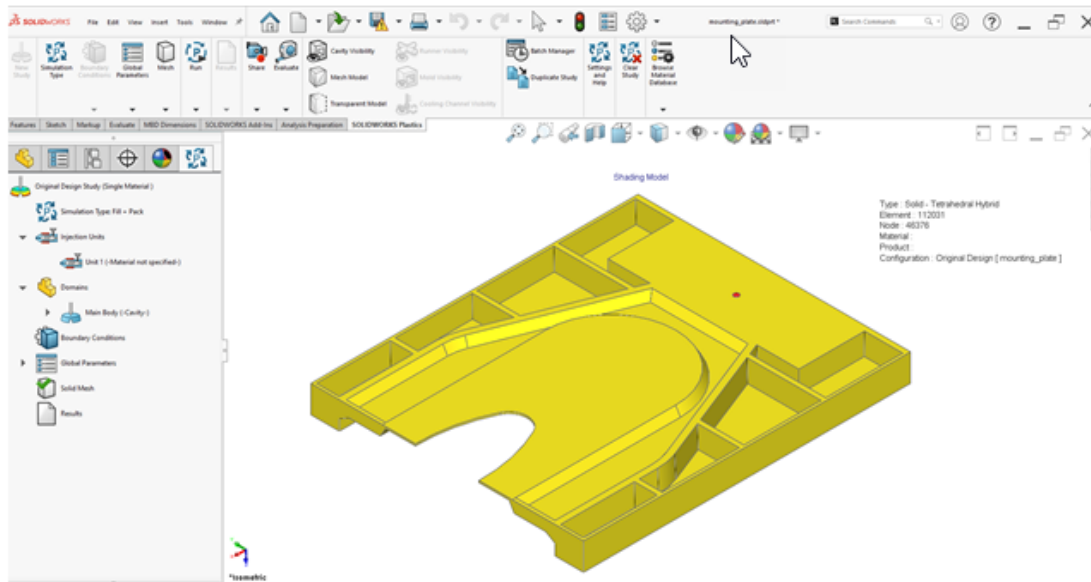 SOLIDWORKS File Edit View Insert Tools Window mounting_plate.sldprt * Search Commands
New Study
Simulation Type
Boundary Conditions
Global Parameters
Mesh
Run
Results
Share
Evaluate
Cavity Visibility
Mesh Model
Transparent Model
Runner Visibility
Mold Visibility
Cooling Channel Visibility
Batch Manager
Duplicate Study
Settings and Help
Clear Study
Browse Material Database
Features Sketch Markup Evaluate MBD Dimensions SOLIDWORKS Add-Ins Analysis Preparation SOLIDWORKS Plastics
Original Design Study (Single Material )
Simulation Type: Fill + Pack
Injection Units
Unit 1 (-Material not specified-)
Domains
Main Body (-Cavity-)
Boundary Conditions
Global Parameters
Solid Mesh
Results
Shading Model
Type : Solid - Tetrahedral Hybrid
Element : 112031
Node : 46376
Material :
Product :
Configuration : Original Design [ mounting_plate ]
*Isometric